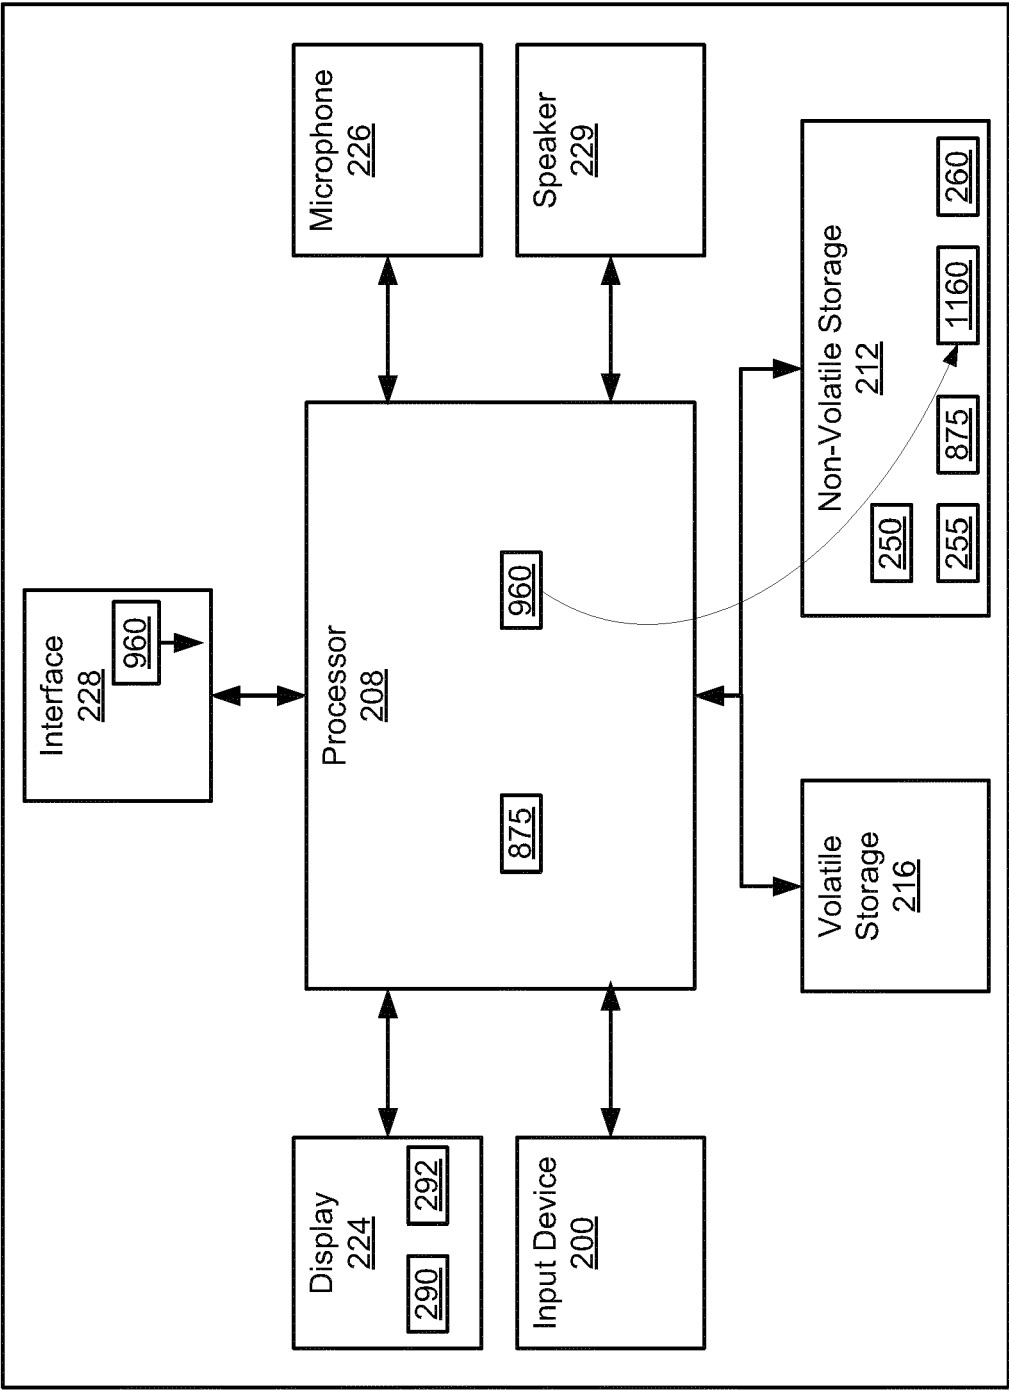 Interface
228
960
Display
224
290
292
Input Device
200
Processor
208
875
960
Microphone
226
Speaker
229
Volatile
Storage
216
Non-Volatile Storage
212
250
255
875
1160
260